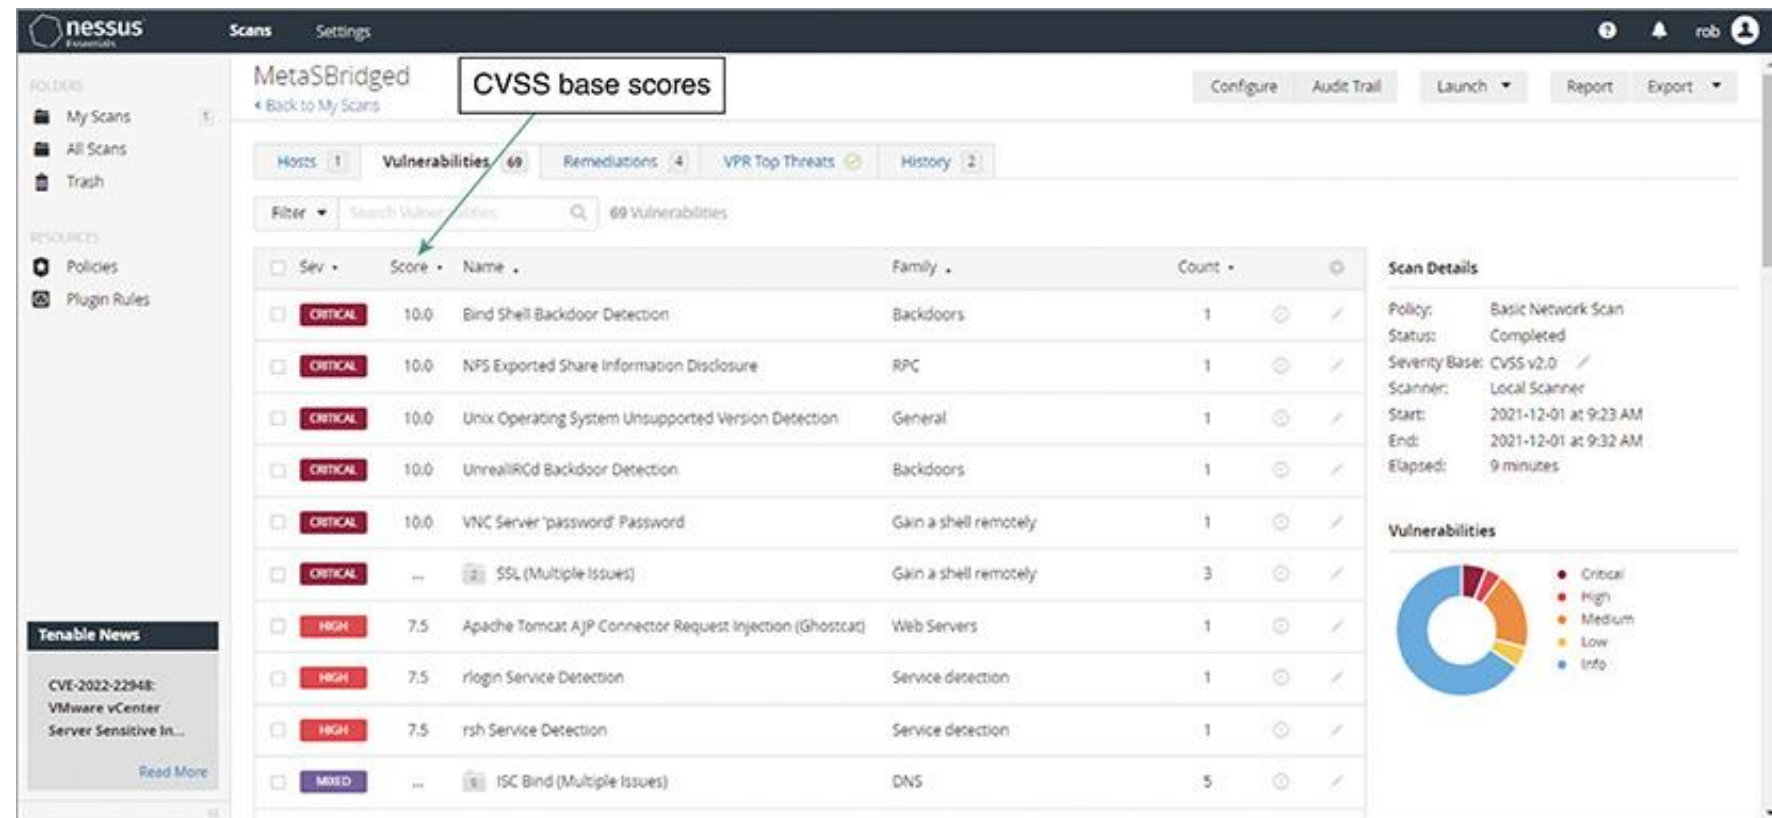 nessus
Essentials
Scans
Settings
rob
FOLDERS
My Scans 1
All Scans
Trash
RESOURCES
Policies
Plugin Rules
Tenable News
CVE-2022-22948:
VMware vCenter
Server Sensitive In...
Read More
MetaSBridged
Back to My Scans
CVSS base scores
Configure Audit Trail Launch Report Export
Hosts 1 Vulnerabilities 69 Remediations 4 VPR Top Threats History 2
Filter Search Vulnerabilities 69 Vulnerabilities
Sev Score Name Family Count
CRITICAL 10.0 Bind Shell Backdoor Detection Backdoors 1
CRITICAL 10.0 NFS Exported Share Information Disclosure RPC 1
CRITICAL 10.0 Unix Operating System Unsupported Version Detection General 1
CRITICAL 10.0 UnrealIRCd Backdoor Detection Backdoors 1
CRITICAL 10.0 VNC Server 'password' Password Gain a shell remotely 1
CRITICAL ... 2 SSL (Multiple Issues) Gain a shell remotely 3
HIGH 7.5 Apache Tomcat AJP Connector Request Injection (Ghostcat) Web Servers 1
HIGH 7.5 rlogin Service Detection Service detection 1
HIGH 7.5 rsh Service Detection Service detection 1
MIXED ... ISC Bind (Multiple Issues) DNS 5
Scan Details
Policy: Basic Network Scan
Status: Completed
Severity Base: CVSS v2.0
Scanner: Local Scanner
Start: 2021-12-01 at 9:23 AM
End: 2021-12-01 at 9:32 AM
Elapsed: 9 minutes
Vulnerabilities
Critical
High
Medium
Low
Info